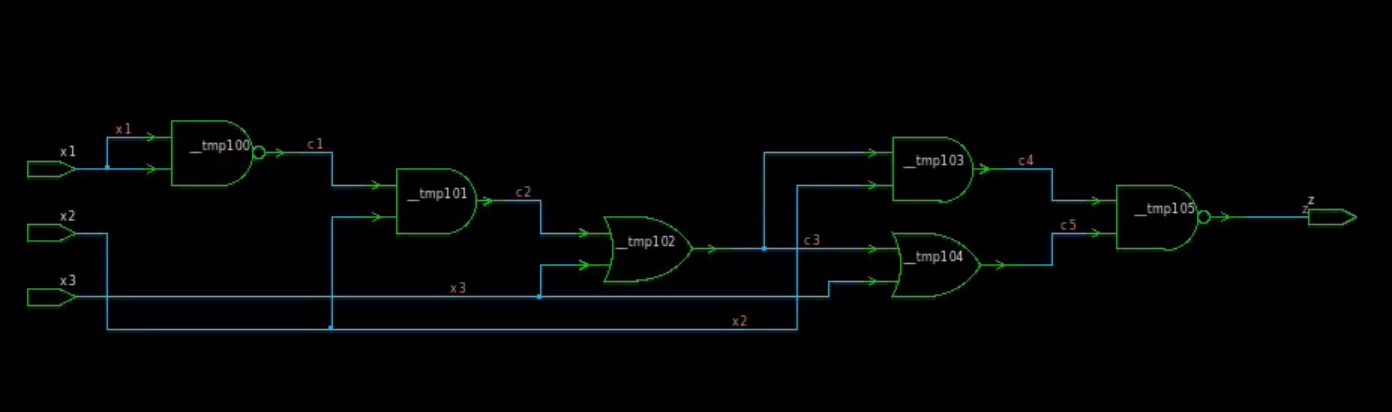 x1
x1
__tmp100
c1
x2
__tmp101
c2
x3
x3
__tmp102
c3
x2
__tmp103
c4
__tmp104
c5
__tmp105
z
z